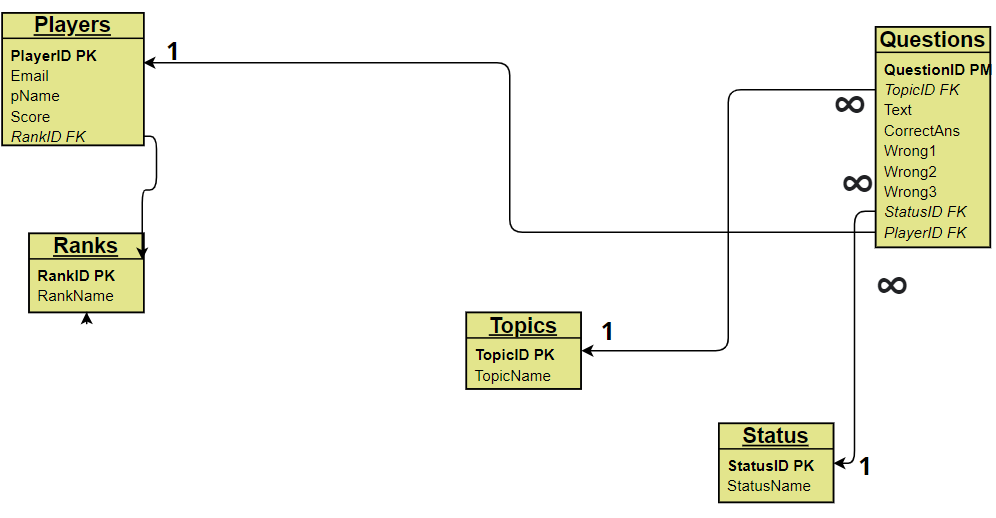 Players
PlayerID PK
Email
pName
Score
RankID FK
1
Questions
QuestionID PM
TopicID FK
Text
CorrectAns
Wrong1
Wrong2
Wrong3
StatusID FK
PlayerID FK
∞
∞
∞
Ranks
RankID PK
RankName
Topics
TopicID PK
TopicName
1
Status
StatusID PK
StatusName
1